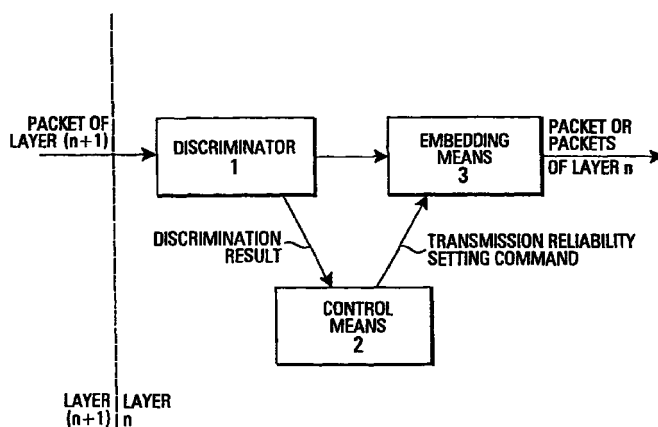 PACKET OF
LAYER (n+1)
DISCRIMINATOR
1
EMBEDDING
MEANS
3
PACKET OR
PACKETS
OF LAYER n
DISCRIMINATION
RESULT
TRANSMISSION RELIABILITY
SETTING COMMAND
CONTROL
MEANS
2
LAYER
(n+1)
LAYER
n